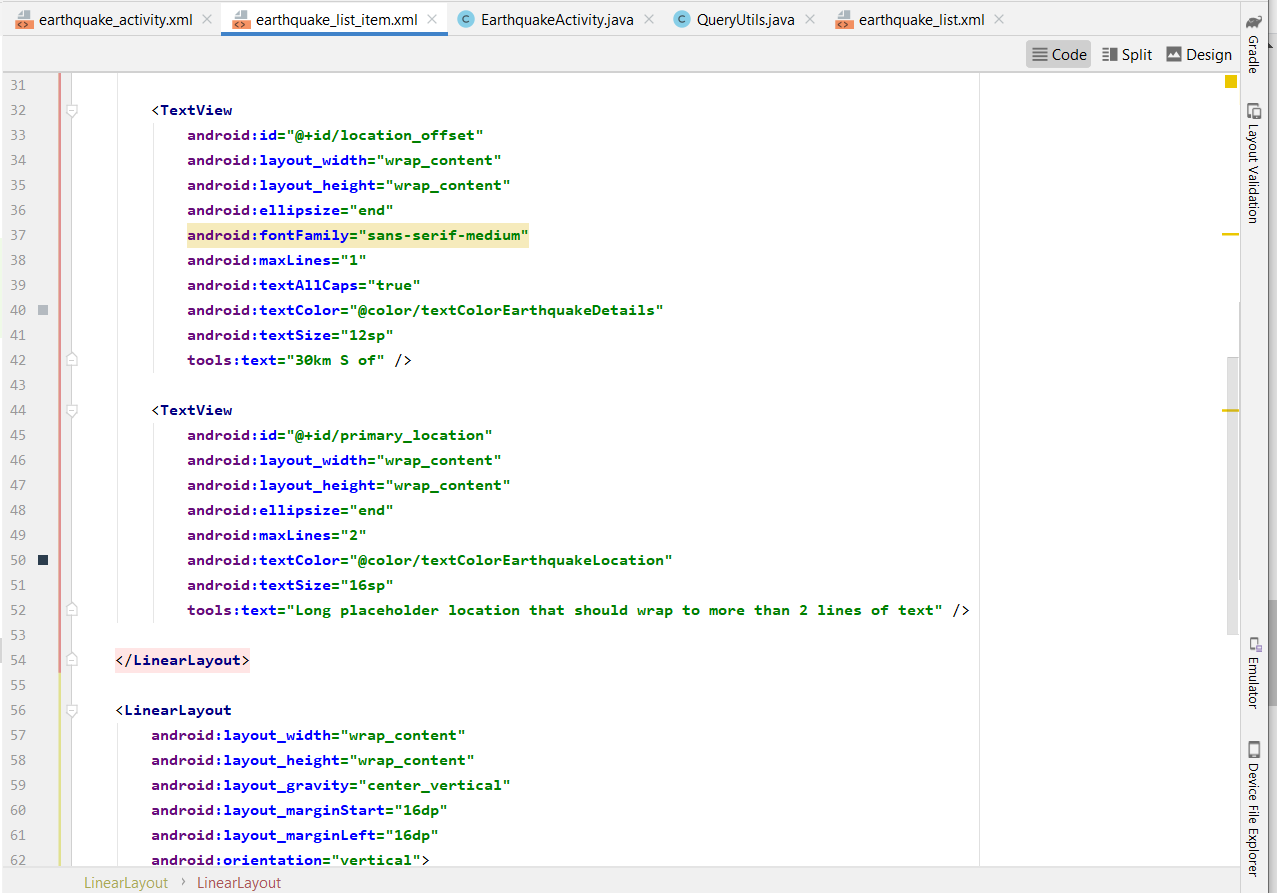 earthquake_activity.xml
earthquake_list_item.xml
EarthquakeActivity.java
QueryUtils.java
earthquake_list.xml
Code
Split
Design
31
32 <TextView
33 android:id="@+id/location_offset"
34 android:layout_width="wrap_content"
35 android:layout_height="wrap_content"
36 android:ellipsize="end"
37 android:fontFamily="sans-serif-medium"
38 android:maxLines="1"
39 android:textAllCaps="true"
40 android:textColor="@color/textColorEarthquakeDetails"
41 android:textSize="12sp"
42 tools:text="30km S of" />
43
44 <TextView
45 android:id="@+id/primary_location"
46 android:layout_width="wrap_content"
47 android:layout_height="wrap_content"
48 android:ellipsize="end"
49 android:maxLines="2"
50 android:textColor="@color/textColorEarthquakeLocation"
51 android:textSize="16sp"
52 tools:text="Long placeholder location that should wrap to more than 2 lines of text" />
53
54 </LinearLayout>
55
56 <LinearLayout
57 android:layout_width="wrap_content"
58 android:layout_height="wrap_content"
59 android:layout_gravity="center_vertical"
60 android:layout_marginStart="16dp"
61 android:layout_marginLeft="16dp"
62 android:orientation="vertical">
LinearLayout › LinearLayout
Gradle
Layout Validation
Emulator
Device File Explorer